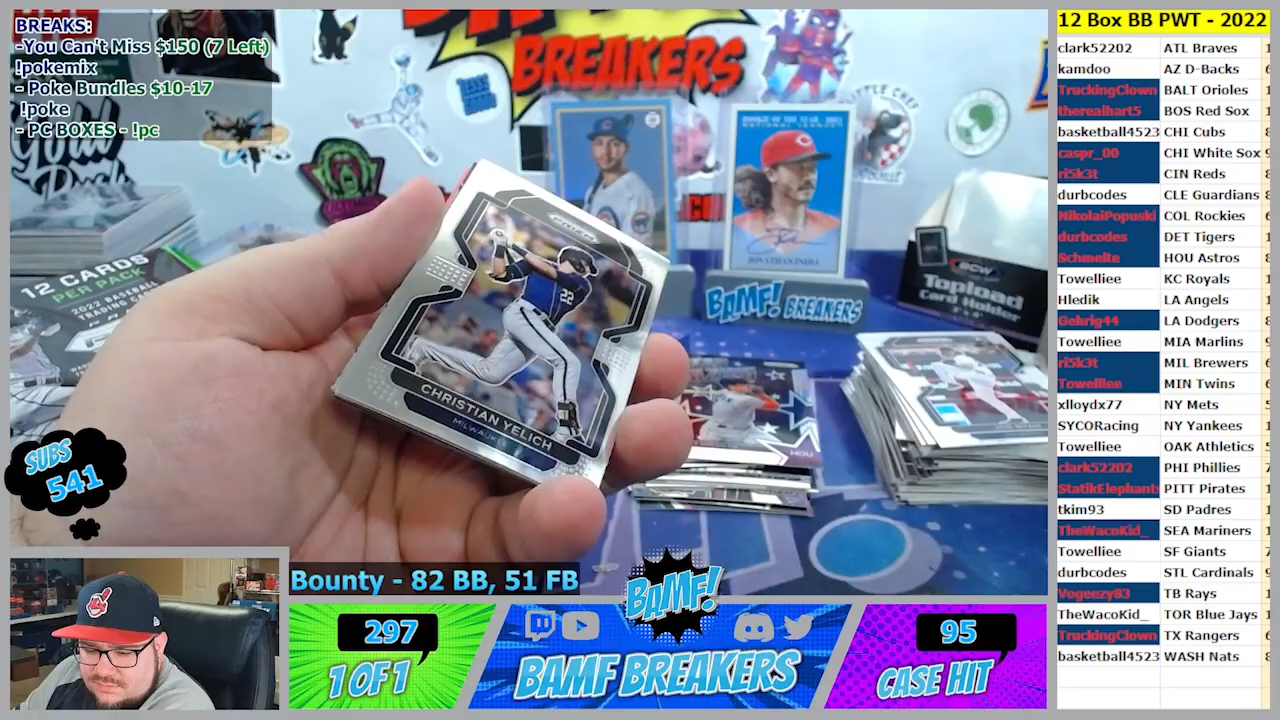 BREAKS:
-You Can't Miss $150 (7 Left)
!pokemix
- Poke Bundles $10-17
!poke
- PC BOXES - !pc
BREAKERS
ROOKIE OF THE YEAR, 2021
NATIONAL LEAGUE
JONATHAN INDIA
BAMF! BREAKERS
BCW
Topload
Card Holder
12 CARDS
PER PACK
2022 BASEBALL
TRADING CARDS
PRIZM
22
CHRISTIAN YELICH
MILWAUKEE
HOU
SUBS
541
Bounty - 82 BB, 51 FB
BAMF!
297
1 OF 1
BAMF BREAKERS
95
CASE HIT
12 Box BB PWT - 2022
clark52202 ATL Braves
kamdoo AZ D-Backs
TruckingClown BALT Orioles
therealhart5 BOS Red Sox
basketball4523 CHI Cubs
caspr_00 CHI White Sox
ri5k3t CIN Reds
durbcodes CLE Guardians
NikolaiPopuski COL Rockies
durbcodes DET Tigers
Schmelte HOU Astros
Towelliee KC Royals
Hledik LA Angels
Gehrig44 LA Dodgers
Towelliee MIA Marlins
ri5k3t MIL Brewers
Towelliee MIN Twins
xlloydx77 NY Mets
SYCORacing NY Yankees
Towelliee OAK Athletics
clark52202 PHI Phillies
StatikElephant PITT Pirates
tkim93 SD Padres
TheWacoKid_ SEA Mariners
Towelliee SF Giants
durbcodes STL Cardinals
Vogeezy83 TB Rays
TheWacoKid_ TOR Blue Jays
TruckingClown TX Rangers
basketball4523 WASH Nats